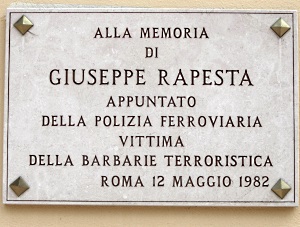 ALLA MEMORIA
DI
GIUSEPPE RAPESTA
APPUNTATO
DELLA POLIZIA FERROVIARIA
VITTIMA
DELLA BARBARIE TERRORISTICA
ROMA 12 MAGGIO 1982